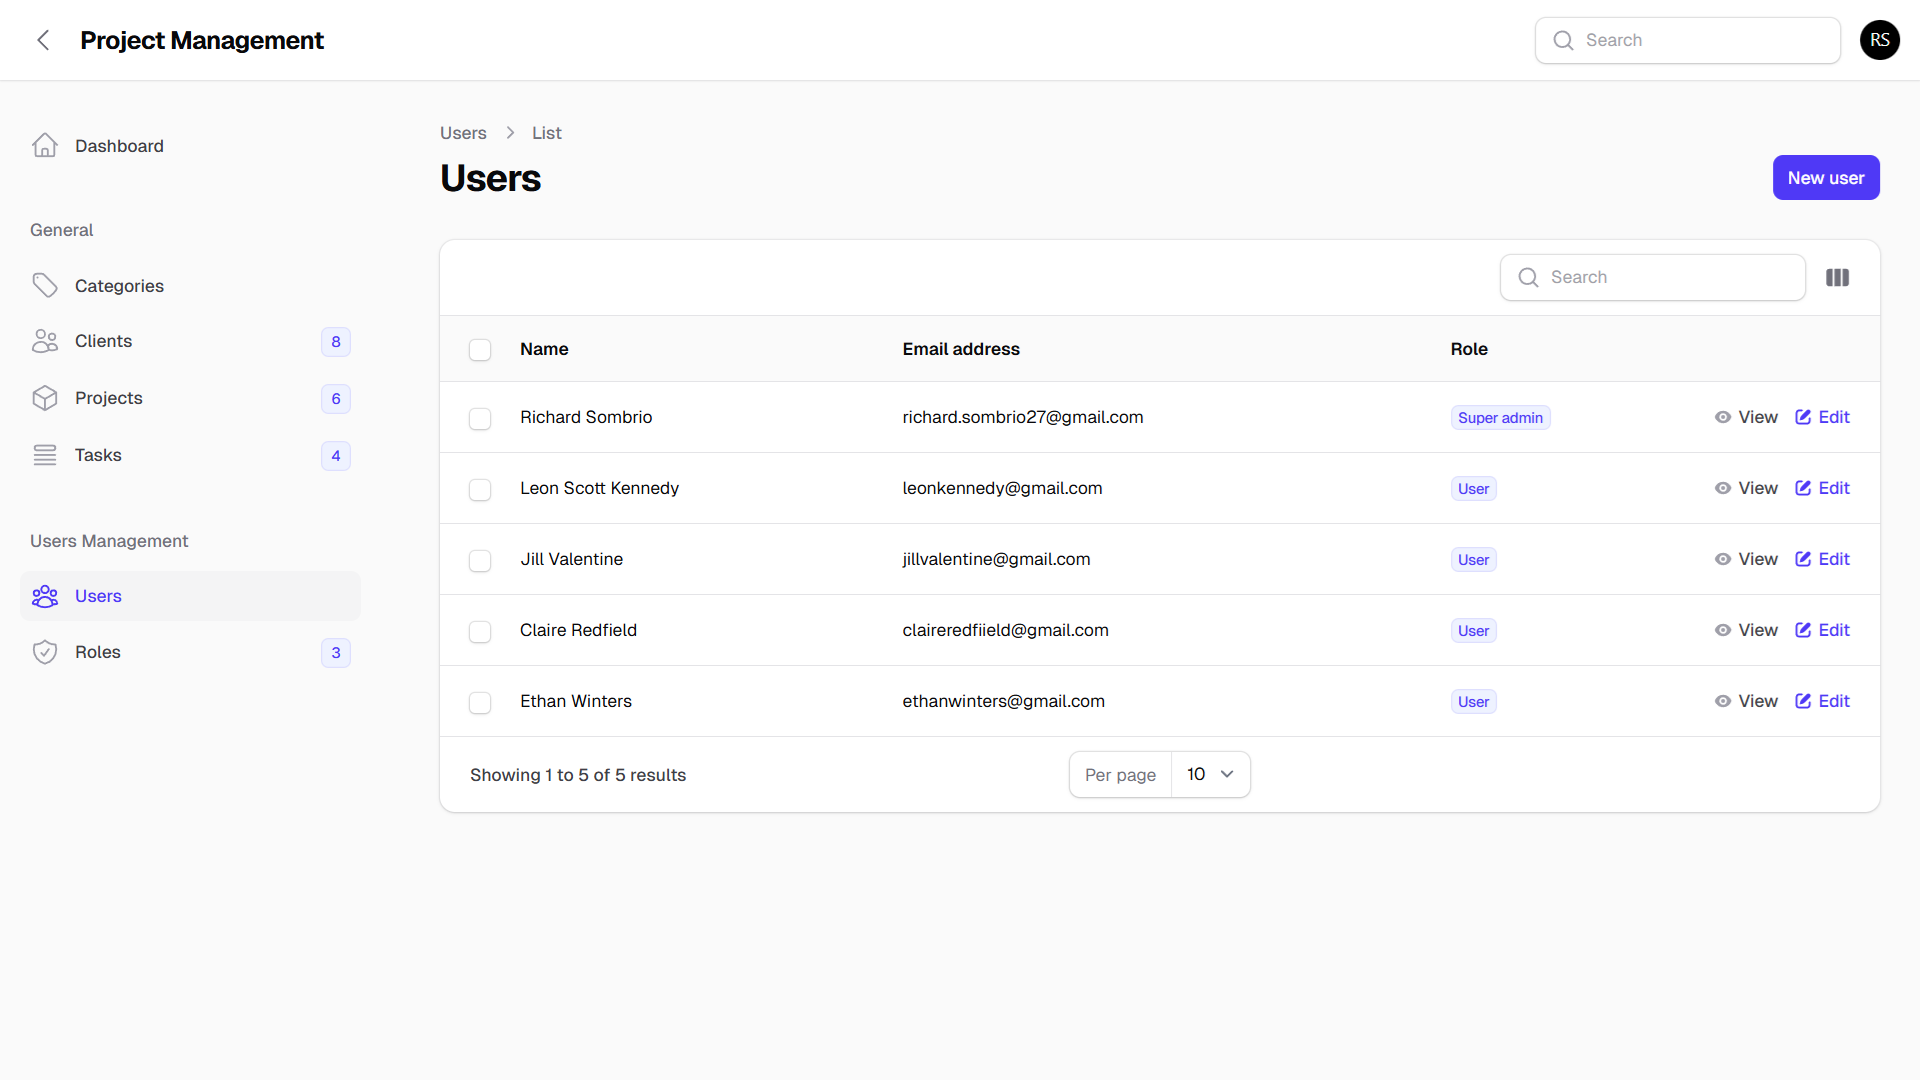 Project Management
Search
RS
Dashboard
General
Categories
Clients 8
Projects 6
Tasks 4
Users Management
Users
Roles 3
Users > List
Users
New user
Search
Name Email address Role
Richard Sombrio richard.sombrio27@gmail.com Super admin View Edit
Leon Scott Kennedy leonkennedy@gmail.com User View Edit
Jill Valentine jillvalentine@gmail.com User View Edit
Claire Redfield claireredfiield@gmail.com User View Edit
Ethan Winters ethanwinters@gmail.com User View Edit
Showing 1 to 5 of 5 results Per page 10